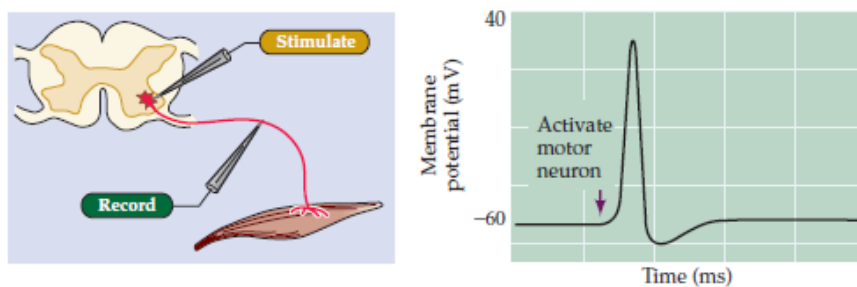 Stimulate
Record
40
Membrane
potential (mV)
Activate
motor
neuron
−60
Time (ms)